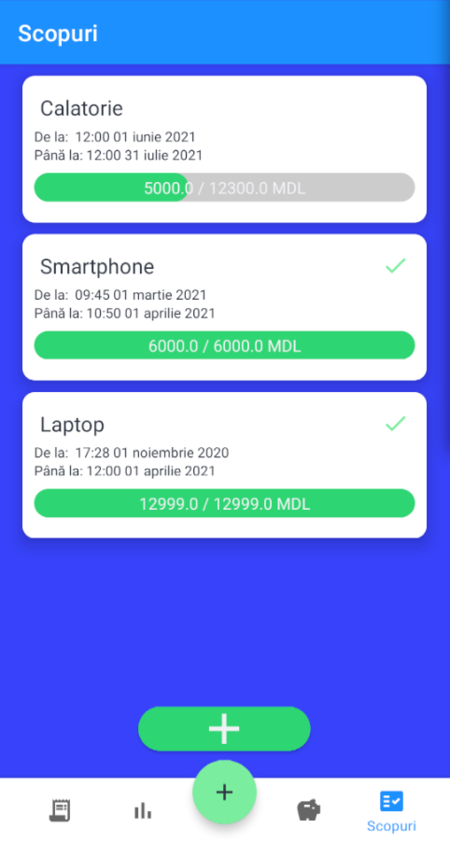 Scopuri
Calatorie
De la: 12:00 01 iunie 2021
Până la: 12:00 31 iulie 2021
5000.0 / 12300.0 MDL
Smartphone
De la: 09:45 01 martie 2021
Până la: 10:50 01 aprilie 2021
6000.0 / 6000.0 MDL
Laptop
De la: 17:28 01 noiembrie 2020
Până la: 12:00 01 aprilie 2021
12999.0 / 12999.0 MDL
Scopuri